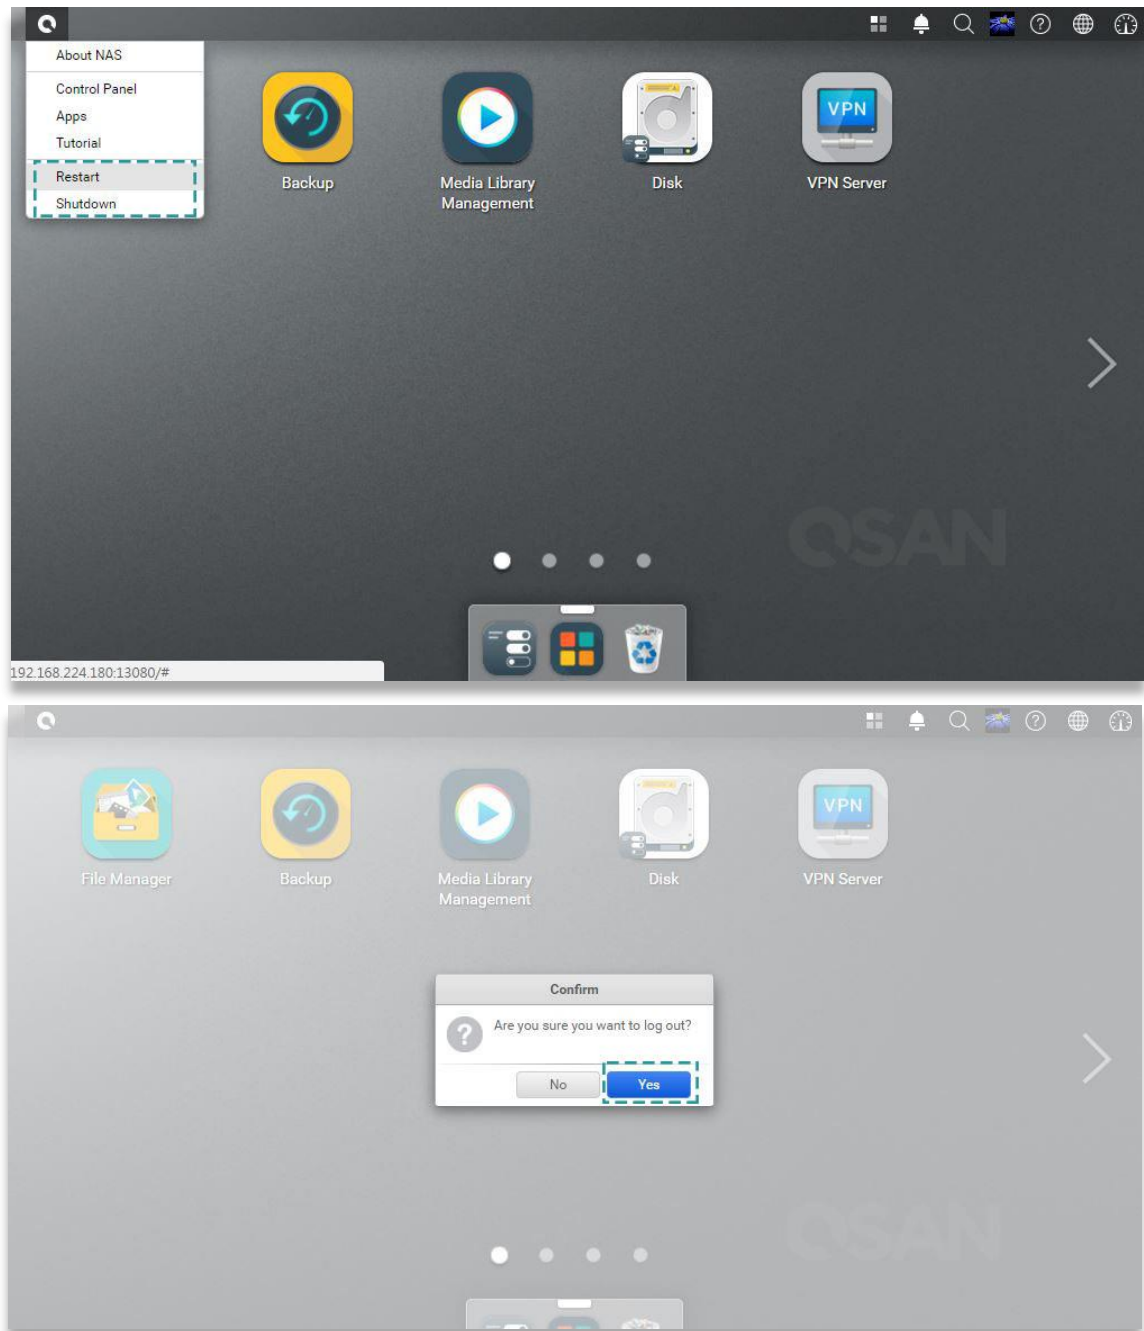 About NAS
Control Panel
Apps
Tutorial
Restart
Shutdown
Backup
Media Library
Management
Disk
VPN
VPN Server
QSAN
192.168.224.180:13080/#
File Manager
Backup
Media Library
Management
Disk
VPN
VPN Server
Confirm
Are you sure you want to log out?
No
Yes
QSAN